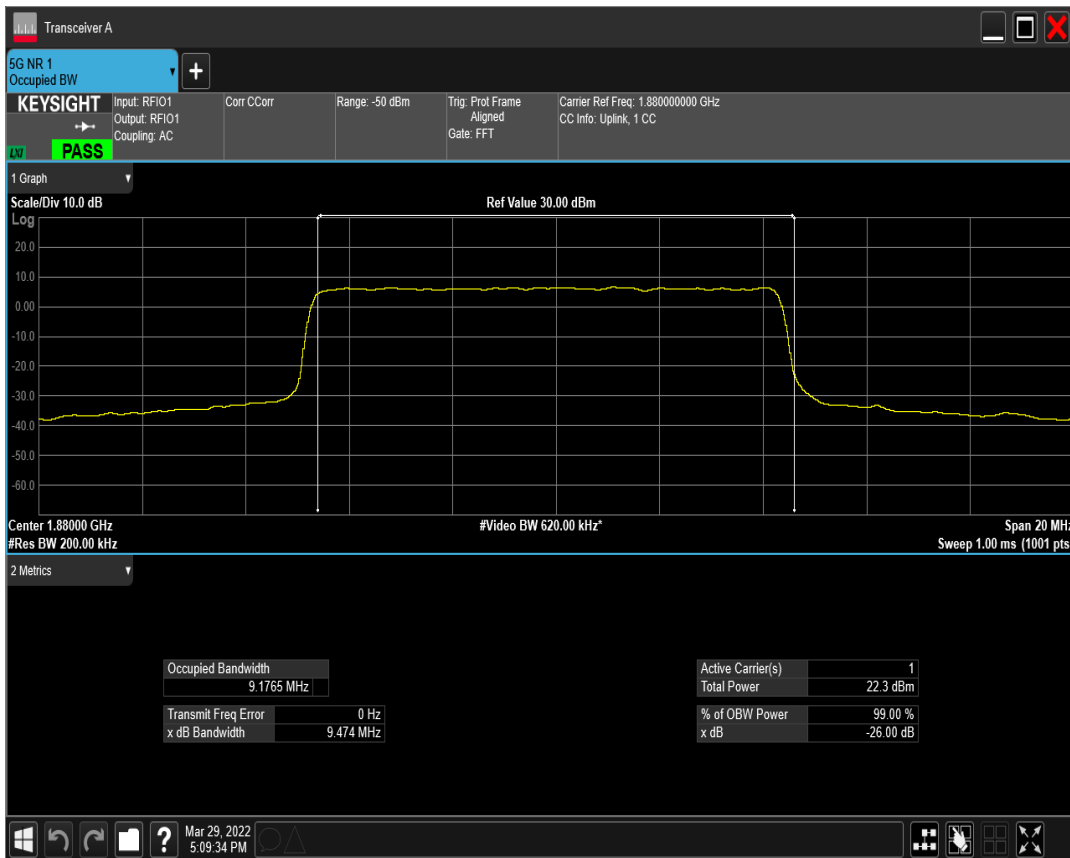 Transceiver A
5G NR 1
Occupied BW
KEYSIGHT
LXI
PASS
Input: RFIO1
Output: RFIO1
Coupling: AC
Corr CCorr
Range: -50 dBm
Trig: Prot Frame
Aligned
Gate: FFT
Carrier Ref Freq: 1.880000000 GHz
CC Info: Uplink, 1 CC
1 Graph
Scale/Div 10.0 dB
Ref Value 30.00 dBm
Log
20.0
10.0
0.00
-10.0
-20.0
-30.0
-40.0
-50.0
-60.0
Center 1.88000 GHz
#Video BW 620.00 kHz*
Span 20 MHz
#Res BW 200.00 kHz
Sweep 1.00 ms (1001 pts
2 Metrics
Occupied Bandwidth
9.1765 MHz
Transmit Freq Error 0 Hz
x dB Bandwidth 9.474 MHz
Active Carrier(s) 1
Total Power 22.3 dBm
% of OBW Power 99.00 %
x dB -26.00 dB
?
Mar 29, 2022
5:09:34 PM